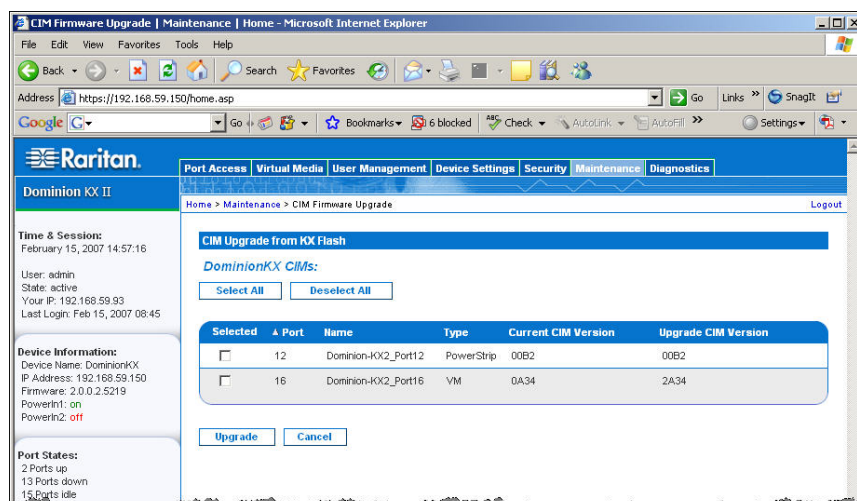 CIM Firmware Upgrade | Maintenance | Home - Microsoft Internet Explorer
File Edit View Favorites Tools Help
Back Search Favorites
Address https://192.168.59.150/home.asp Go Links » SnagIt
Google G Go Bookmarks 6 blocked ABC Check AutoLink AutoFill » Settings
Raritan.
Port Access Virtual Media User Management Device Settings Security Maintenance Diagnostics
Dominion KX II
Home > Maintenance > CIM Firmware Upgrade Logout
Time & Session:
February 15, 2007 14:57:16
User: admin
State: active
Your IP: 192.168.59.93
Last Login: Feb 15, 2007 08:45
Device Information:
Device Name: DominionKX
IP Address: 192.168.59.150
Firmware: 2.0.0.2.5219
PowerIn1: on
PowerIn2: off
Port States:
2 Ports up
13 Ports down
15 Ports idle
CIM Upgrade from KX Flash
DominionKX CIMs:
Select All Deselect All
Selected ▲ Port Name Type Current CIM Version Upgrade CIM Version
12 Dominion-KX2_Port12 PowerStrip 00B2 00B2
16 Dominion-KX2_Port16 VM 0A34 2A34
Upgrade Cancel